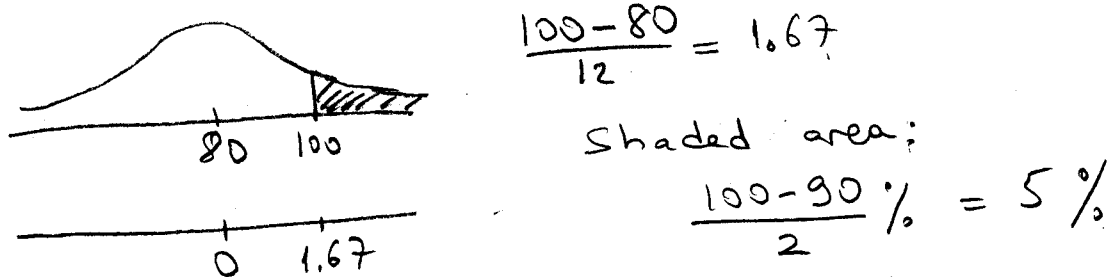 100-80/12 = 1.67
80 100
Shaded area:
100-90/2 % = 5 %
0 1.67